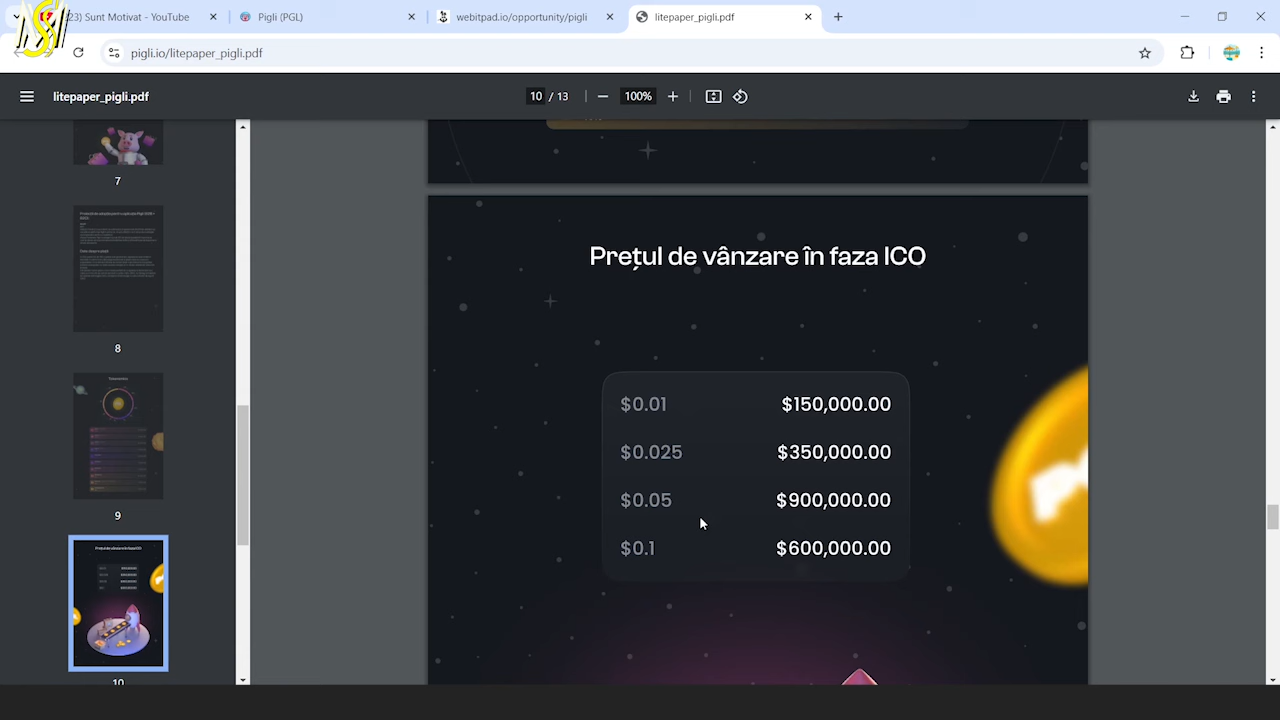 23) Sunt Motivat - YouTube
Pigli (PGL)
webitpad.io/opportunity/pigli
litepaper_pigli.pdf
pigli.io/litepaper_pigli.pdf
litepaper_pigli.pdf
10 / 13
100%
7
8
9
10
Prețul de vânzare în faza ICO
$0.01 $150,000.00
$0.025 $350,000.00
$0.05 $900,000.00
$0.1 $600,000.00